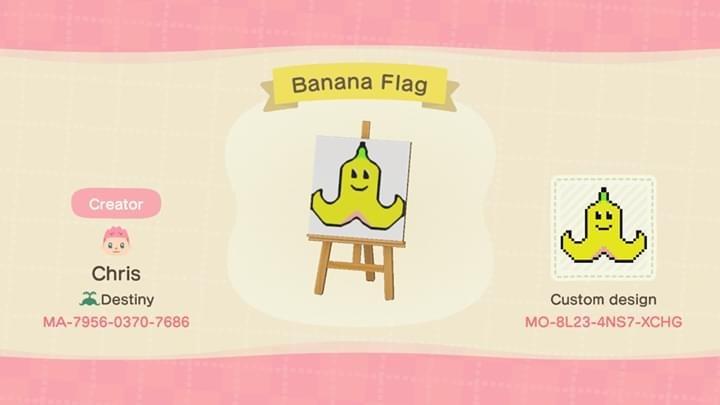 Banana Flag
Creator
Chris
Destiny
MA-7956-0370-7686
Custom design
MO-8L23-4NS7-XCHG